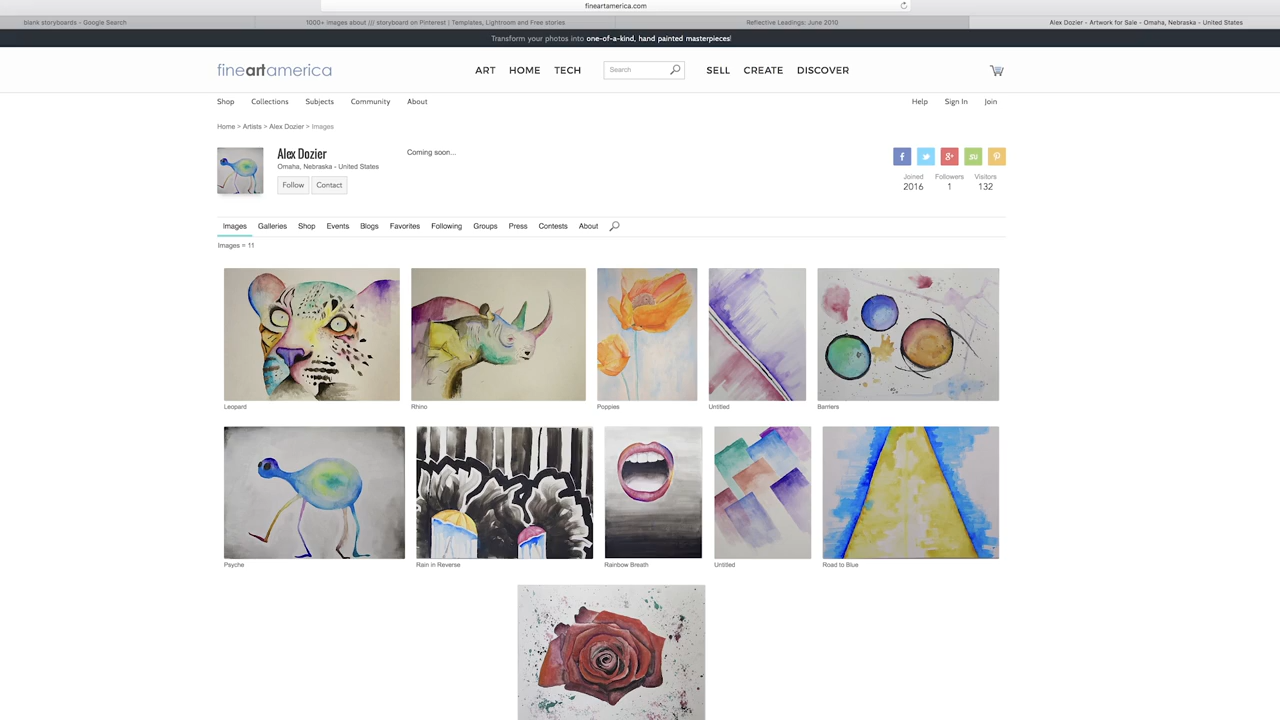 fineartamerica.com
blank storyboards - Google Search
1000+ images about /// storyboard on Pinterest | Templates, Lightroom and Free stories
Reflective Leadings: June 2010
Alex Dozier - Artwork for Sale - Omaha, Nebraska - United States
Transform your photos into one-of-a-kind, hand painted masterpieces!
fineartamerica
ART HOME TECH Search SELL CREATE DISCOVER
Shop Collections Subjects Community About Help Sign In Join
Home > Artists > Alex Dozier > Images
Alex Dozier
Omaha, Nebraska - United States
Follow Contact
Coming soon...
f g+ su p
Joined Followers Visitors
2016 1 132
Images Galleries Shop Events Blogs Favorites Following Groups Press Contests About
Images = 11
Leopard Rhino Poppies Untitled Barriers
Psyche Rain in Reverse Rainbow Breath Untitled Road to Blue